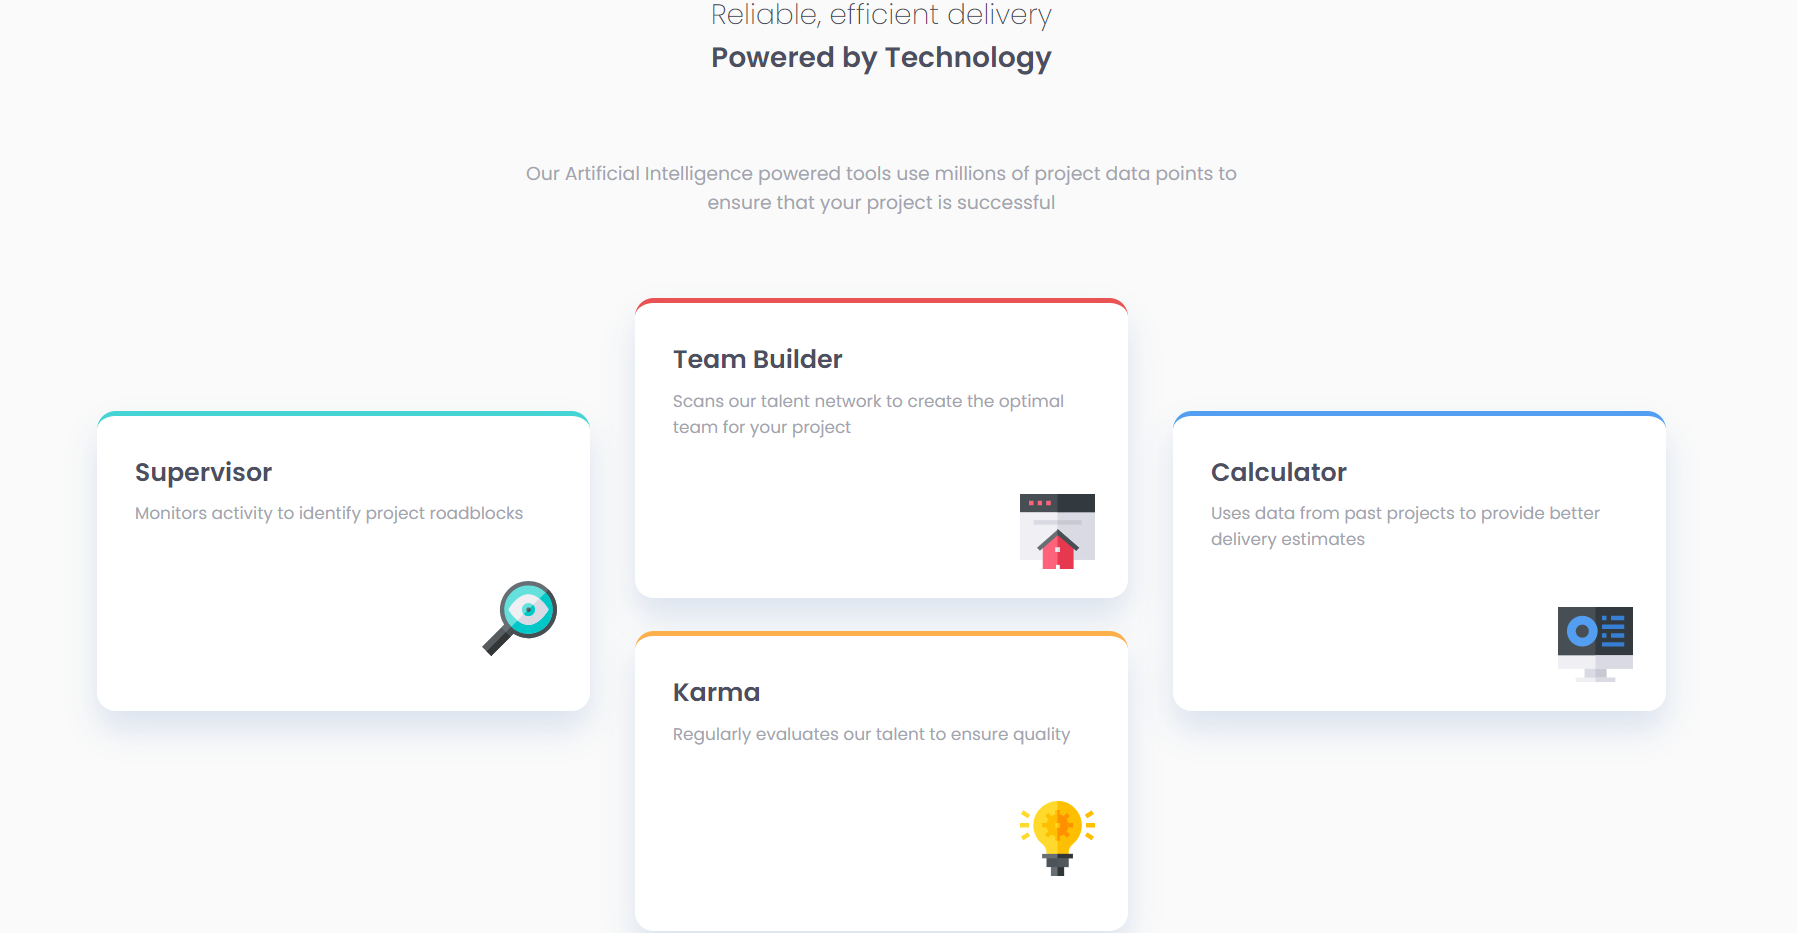 Reliable, efficient delivery
Powered by Technology
Our Artificial Intelligence powered tools use millions of project data points to
ensure that your project is successful
Supervisor
Monitors activity to identify project roadblocks
Team Builder
Scans our talent network to create the optimal
team for your project
Karma
Regularly evaluates our talent to ensure quality
Calculator
Uses data from past projects to provide better
delivery estimates